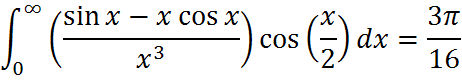 ∫₀^∞ ((sin x − x cos x)/x³) cos(x/2) dx = 3π/16